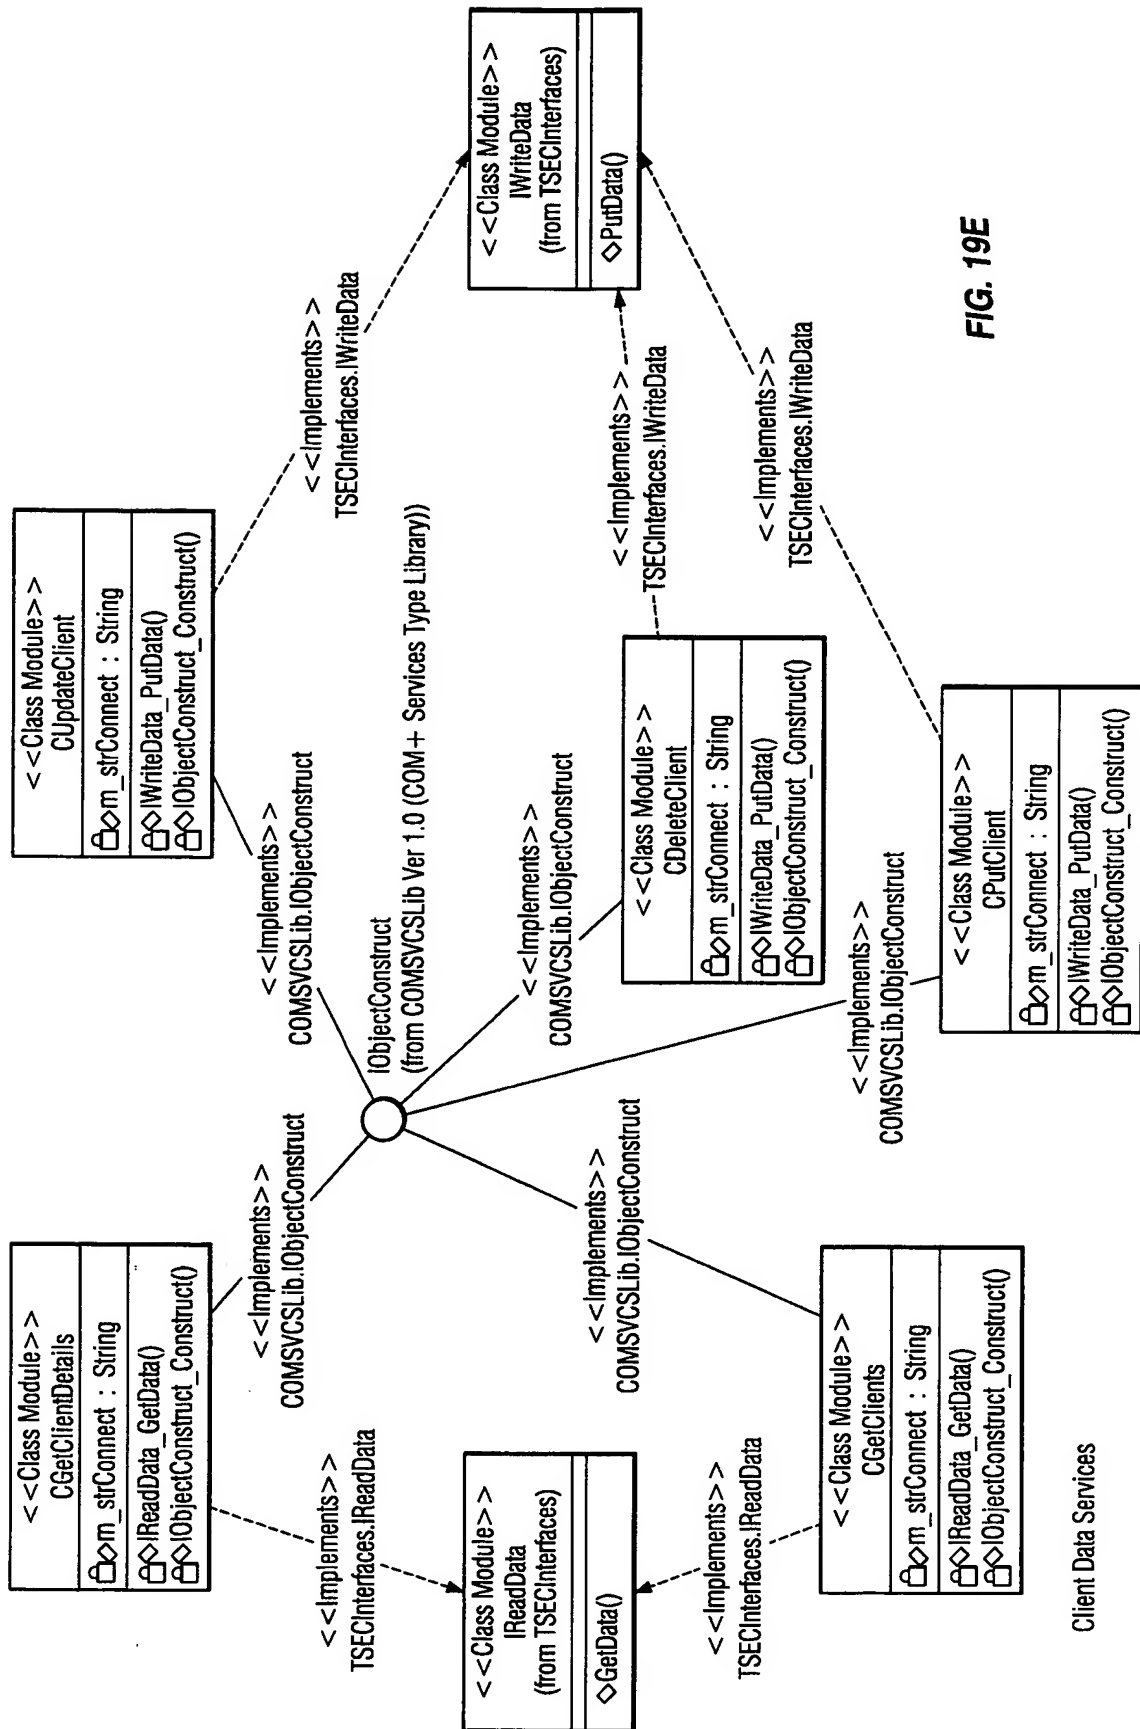 <<Class Module>>
CGetClientDetails
m_strConnect : String
IReadData_GetData()
IObjectConstruct_Construct()
<<Class Module>>
CUpdateClient
m_strConnect : String
IWriteData_PutData()
IObjectConstruct_Construct()
<<Implements>>
TSECInterfaces.IReadData
<<Implements>>
COMSVCSLib.IObjectConstruct
<<Implements>>
COMSVCSLib.IObjectConstruct
<<Implements>>
TSECInterfaces.IWriteData
IObjectConstruct
(from COMSVCSLib Ver 1.0 (COM+ Services Type Library))
<<Class Module>>
IReadData
(from TSECInterfaces)
GetData()
<<Class Module>>
IWriteData
(from TSECInterfaces)
PutData()
<<Implements>>
COMSVCSLib.IObjectConstruct
<<Implements>>
COMSVCSLib.IObjectConstruct
<<Implements>>
TSECInterfaces.IWriteData
<<Class Module>>
CDeleteClient
m_strConnect : String
IWriteData_PutData()
IObjectConstruct_Construct()
<<Implements>>
TSECInterfaces.IReadData
<<Implements>>
COMSVCSLib.IObjectConstruct
<<Implements>>
TSECInterfaces.IWriteData
<<Class Module>>
CGetClients
m_strConnect : String
IReadData_GetData()
IObjectConstruct_Construct()
<<Class Module>>
CPutClient
m_strConnect : String
IWriteData_PutData()
IObjectConstruct_Construct()
Client Data Services
FIG. 19E